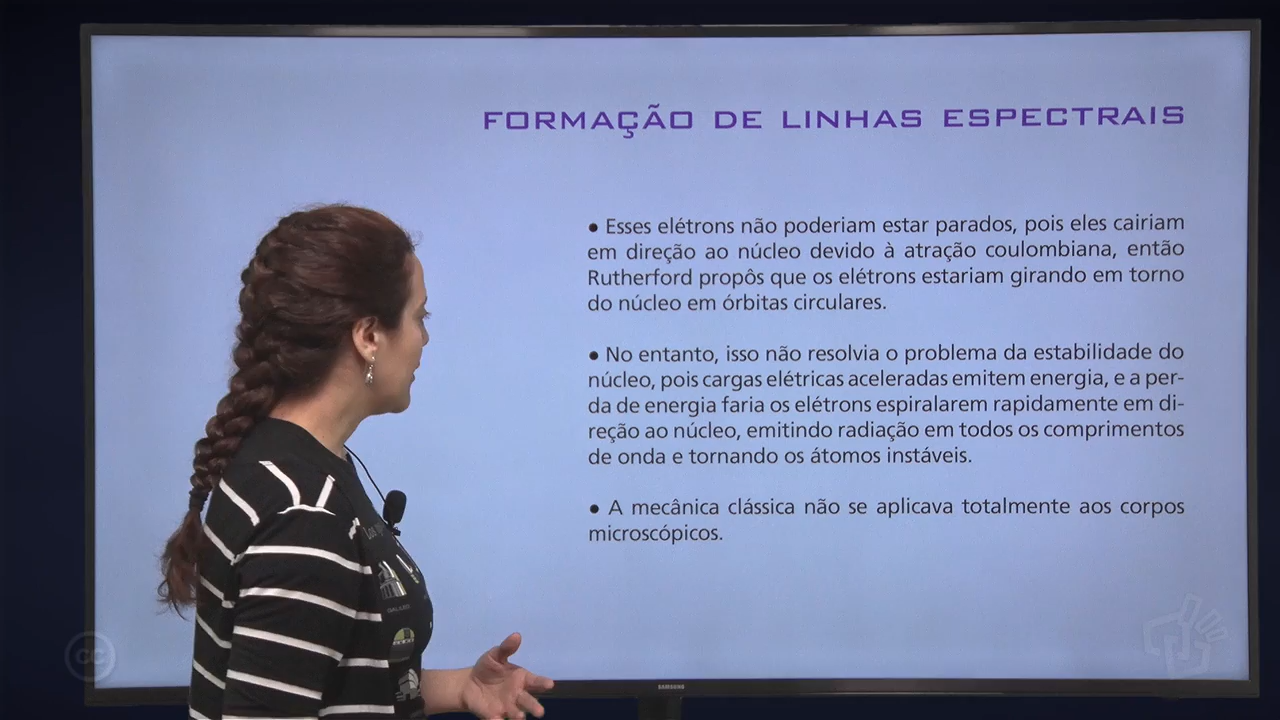 FORMAÇÃO DE LINHAS ESPECTRAIS
• Esses elétrons não poderiam estar parados, pois eles cairiam
em direção ao núcleo devido à atração coulombiana, então
Rutherford propôs que os elétrons estariam girando em torno
do núcleo em órbitas circulares.
• No entanto, isso não resolvia o problema da estabilidade do
núcleo, pois cargas elétricas aceleradas emitem energia, e a per-
da de energia faria os elétrons espiralarem rapidamente em di-
reção ao núcleo, emitindo radiação em todos os comprimentos
de onda e tornando os átomos instáveis.
• A mecânica clássica não se aplicava totalmente aos corpos
microscópicos.
cc
SAMSUNG